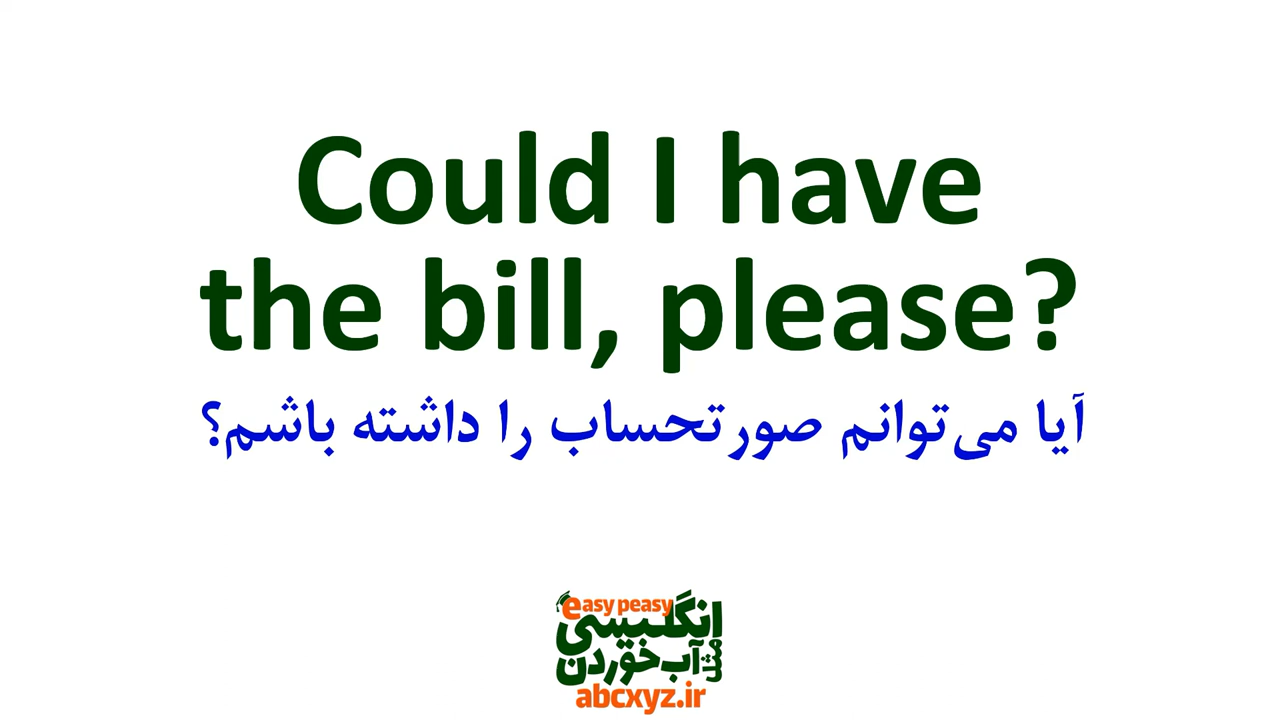 Could I have
the bill, please?
آیا می‌توانم صورتحساب را داشته باشم؟
easy peasy
انگلیسی
مثل آب خوردن
abcxyz.ir